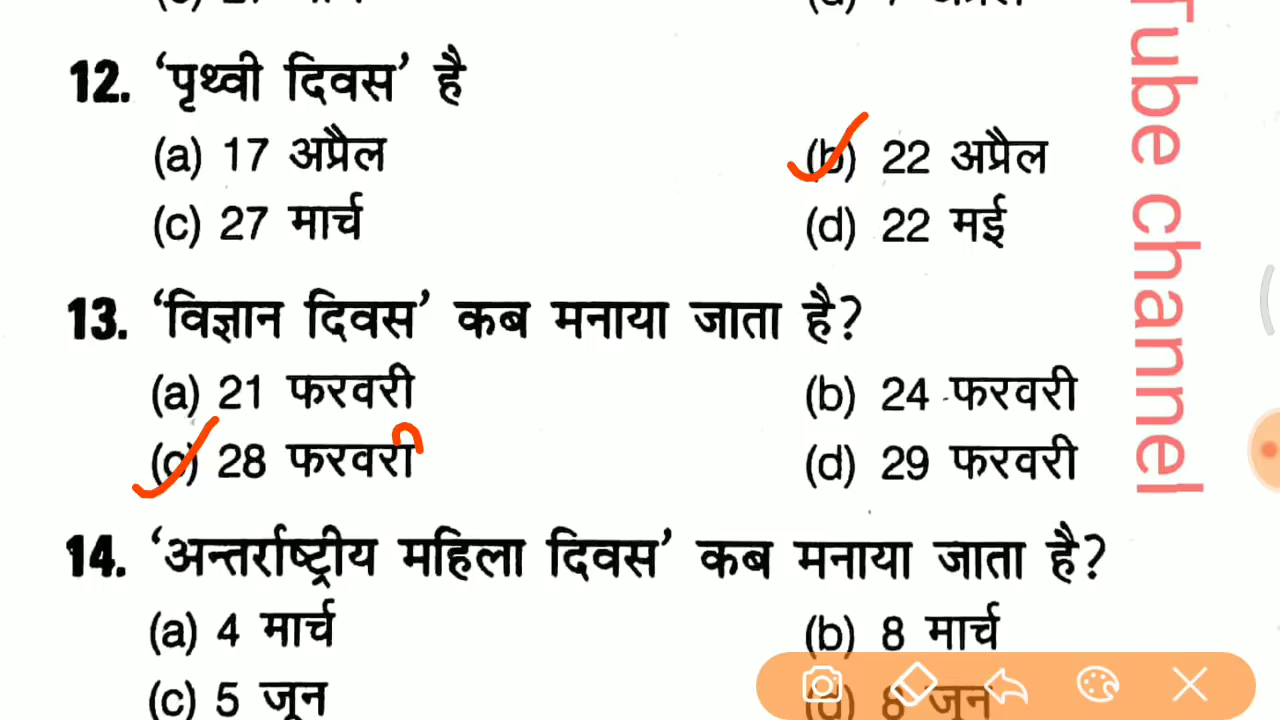 12. ‘पृथ्वी दिवस’ है
(a) 17 अप्रैल (b) 22 अप्रैल
(c) 27 मार्च (d) 22 मई
13. ‘विज्ञान दिवस’ कब मनाया जाता है?
(a) 21 फरवरी (b) 24 फरवरी
(c) 28 फरवरी (d) 29 फरवरी
14. ‘अन्तर्राष्ट्रीय महिला दिवस’ कब मनाया जाता है?
(a) 4 मार्च (b) 8 मार्च
(c) 5 जून (d) 8 जून
Tube channel